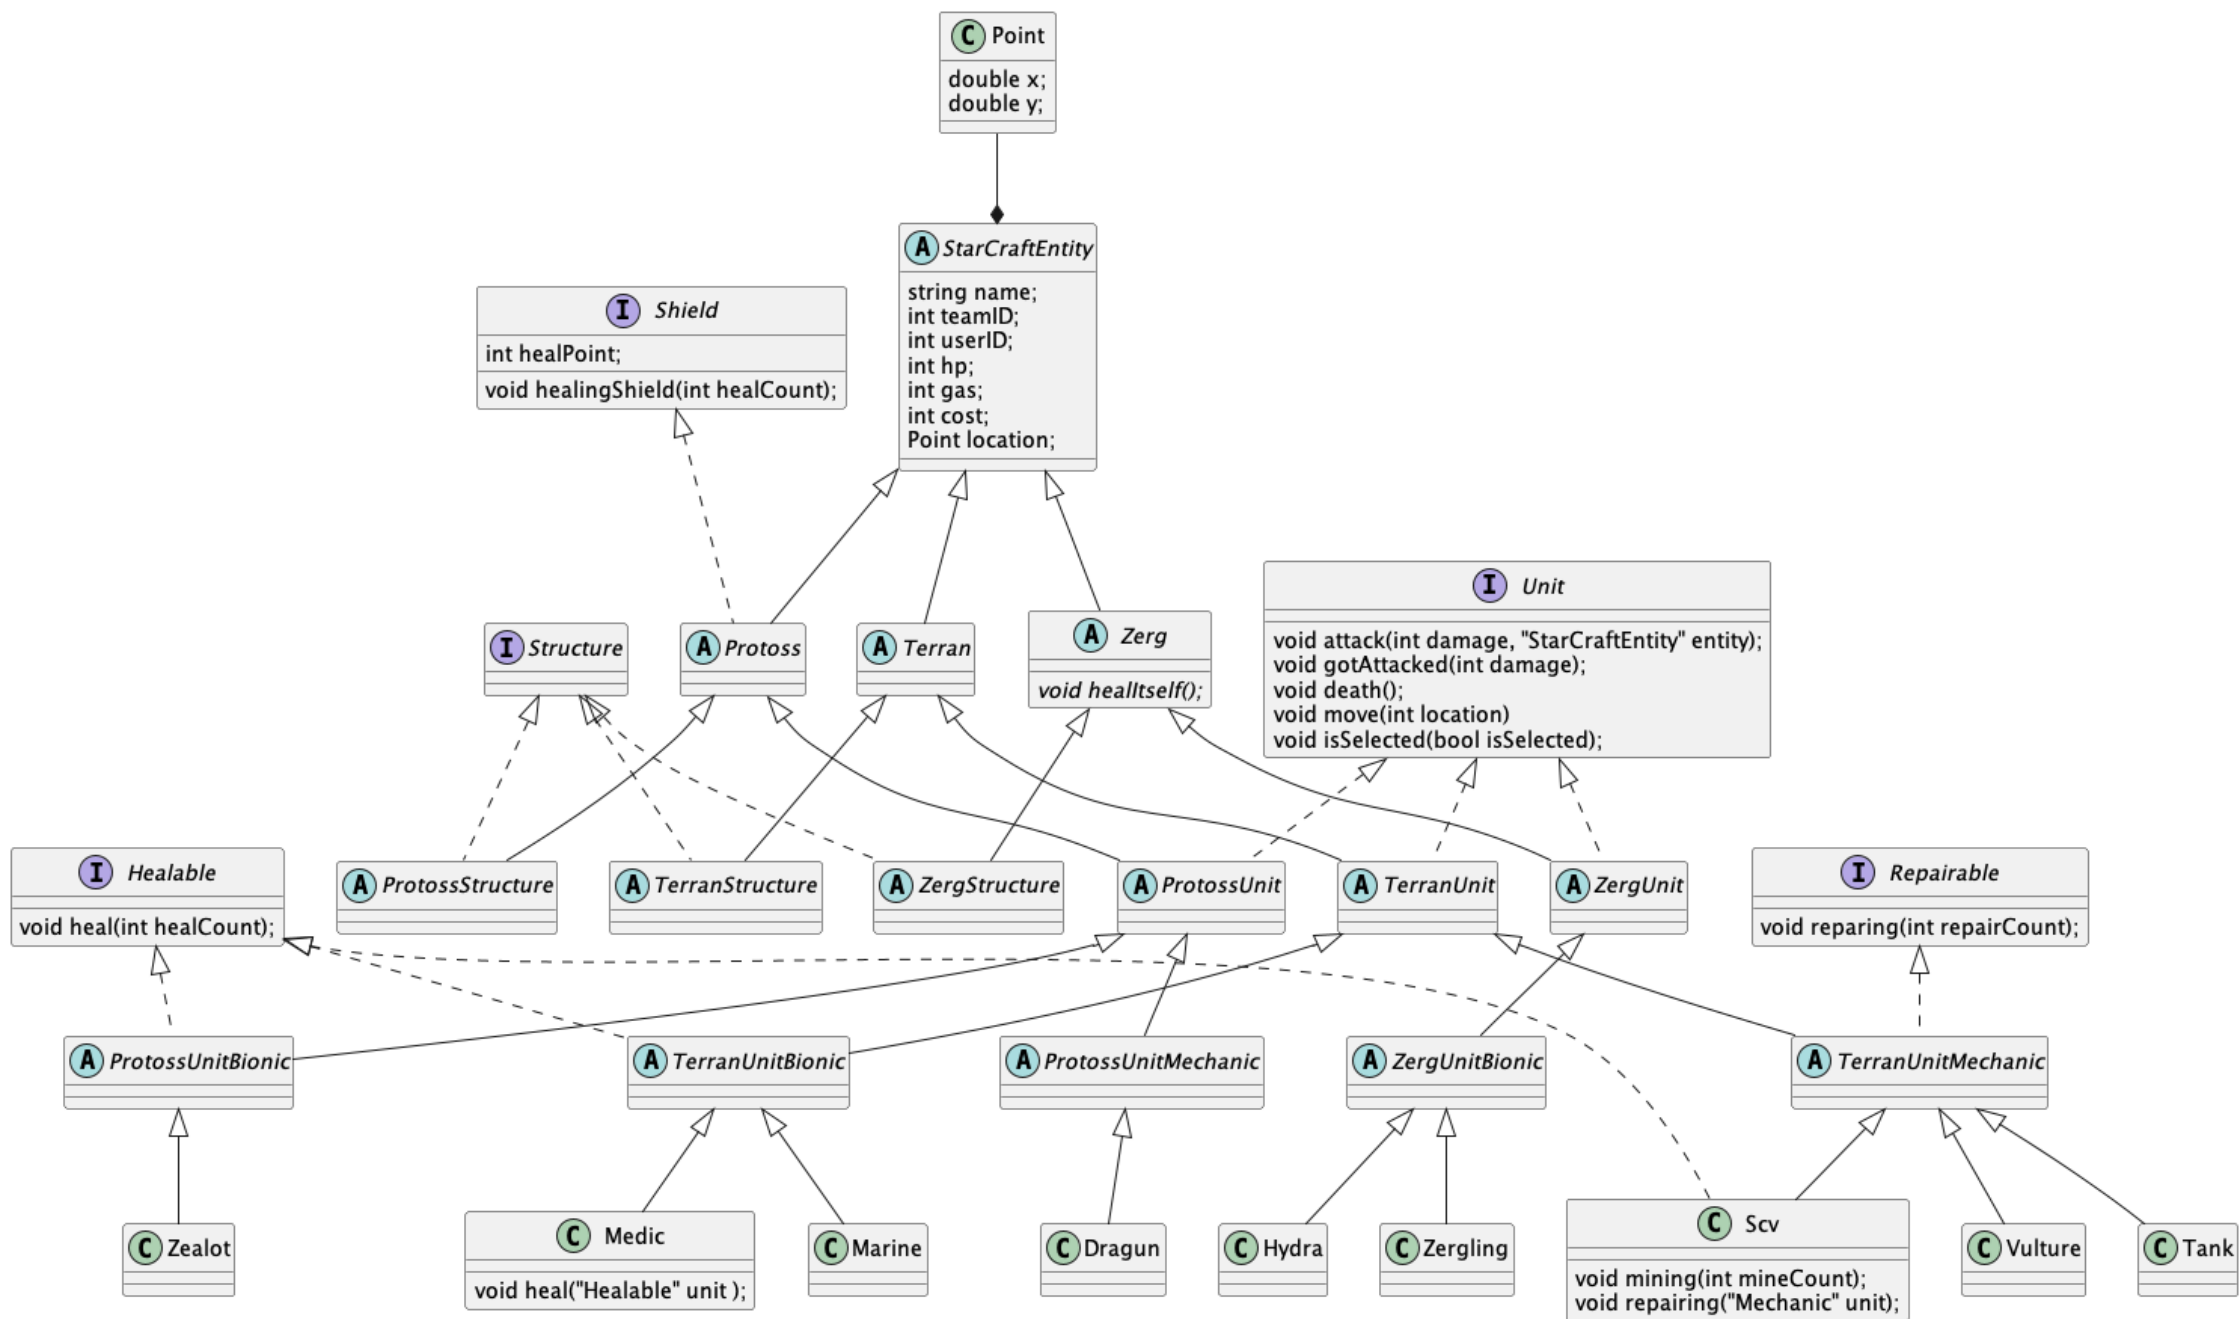 C Point
double x;
double y;
A StarCraftEntity
string name;
int teamID;
int userID;
int hp;
int gas;
int cost;
Point location;
I Shield
int healPoint;
void healingShield(int healCount);
I Structure
A Protoss
A Terran
A Zerg
void healItself();
I Unit
void attack(int damage, "StarCraftEntity" entity);
void gotAttacked(int damage);
void death();
void move(int location)
void isSelected(bool isSelected);
I Healable
void heal(int healCount);
A ProtossStructure
A TerranStructure
A ZergStructure
A ProtossUnit
A TerranUnit
A ZergUnit
I Repairable
void reparing(int repairCount);
A ProtossUnitBionic
A TerranUnitBionic
A ProtossUnitMechanic
A ZergUnitBionic
A TerranUnitMechanic
C Zealot
C Medic
void heal("Healable" unit );
C Marine
C Dragun
C Hydra
C Zergling
C Scv
void mining(int mineCount);
void repairing("Mechanic" unit);
C Vulture
C Tank